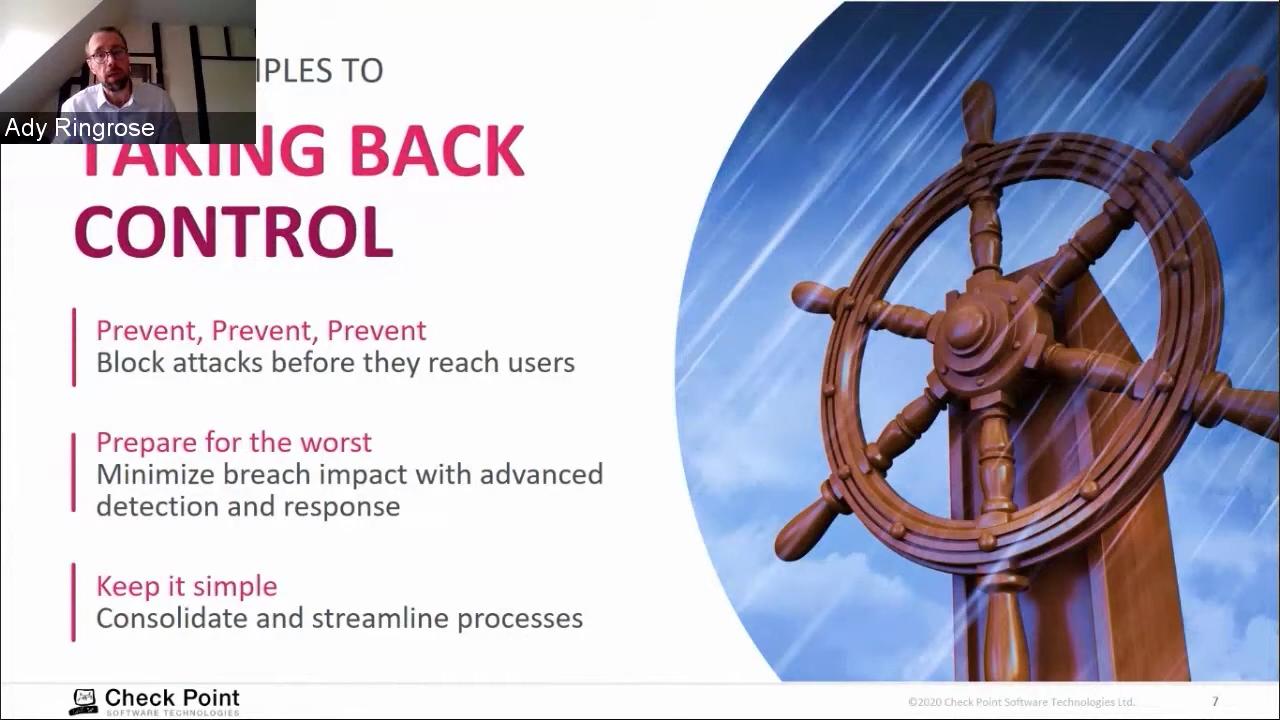 Ady Ringrose
IPLES TO
TAKING BACK
CONTROL
Prevent, Prevent, Prevent
Block attacks before they reach users
Prepare for the worst
Minimize breach impact with advanced
detection and response
Keep it simple
Consolidate and streamline processes
Check Point
SOFTWARE TECHNOLOGIES
©2020 Check Point Software Technologies Ltd.
7